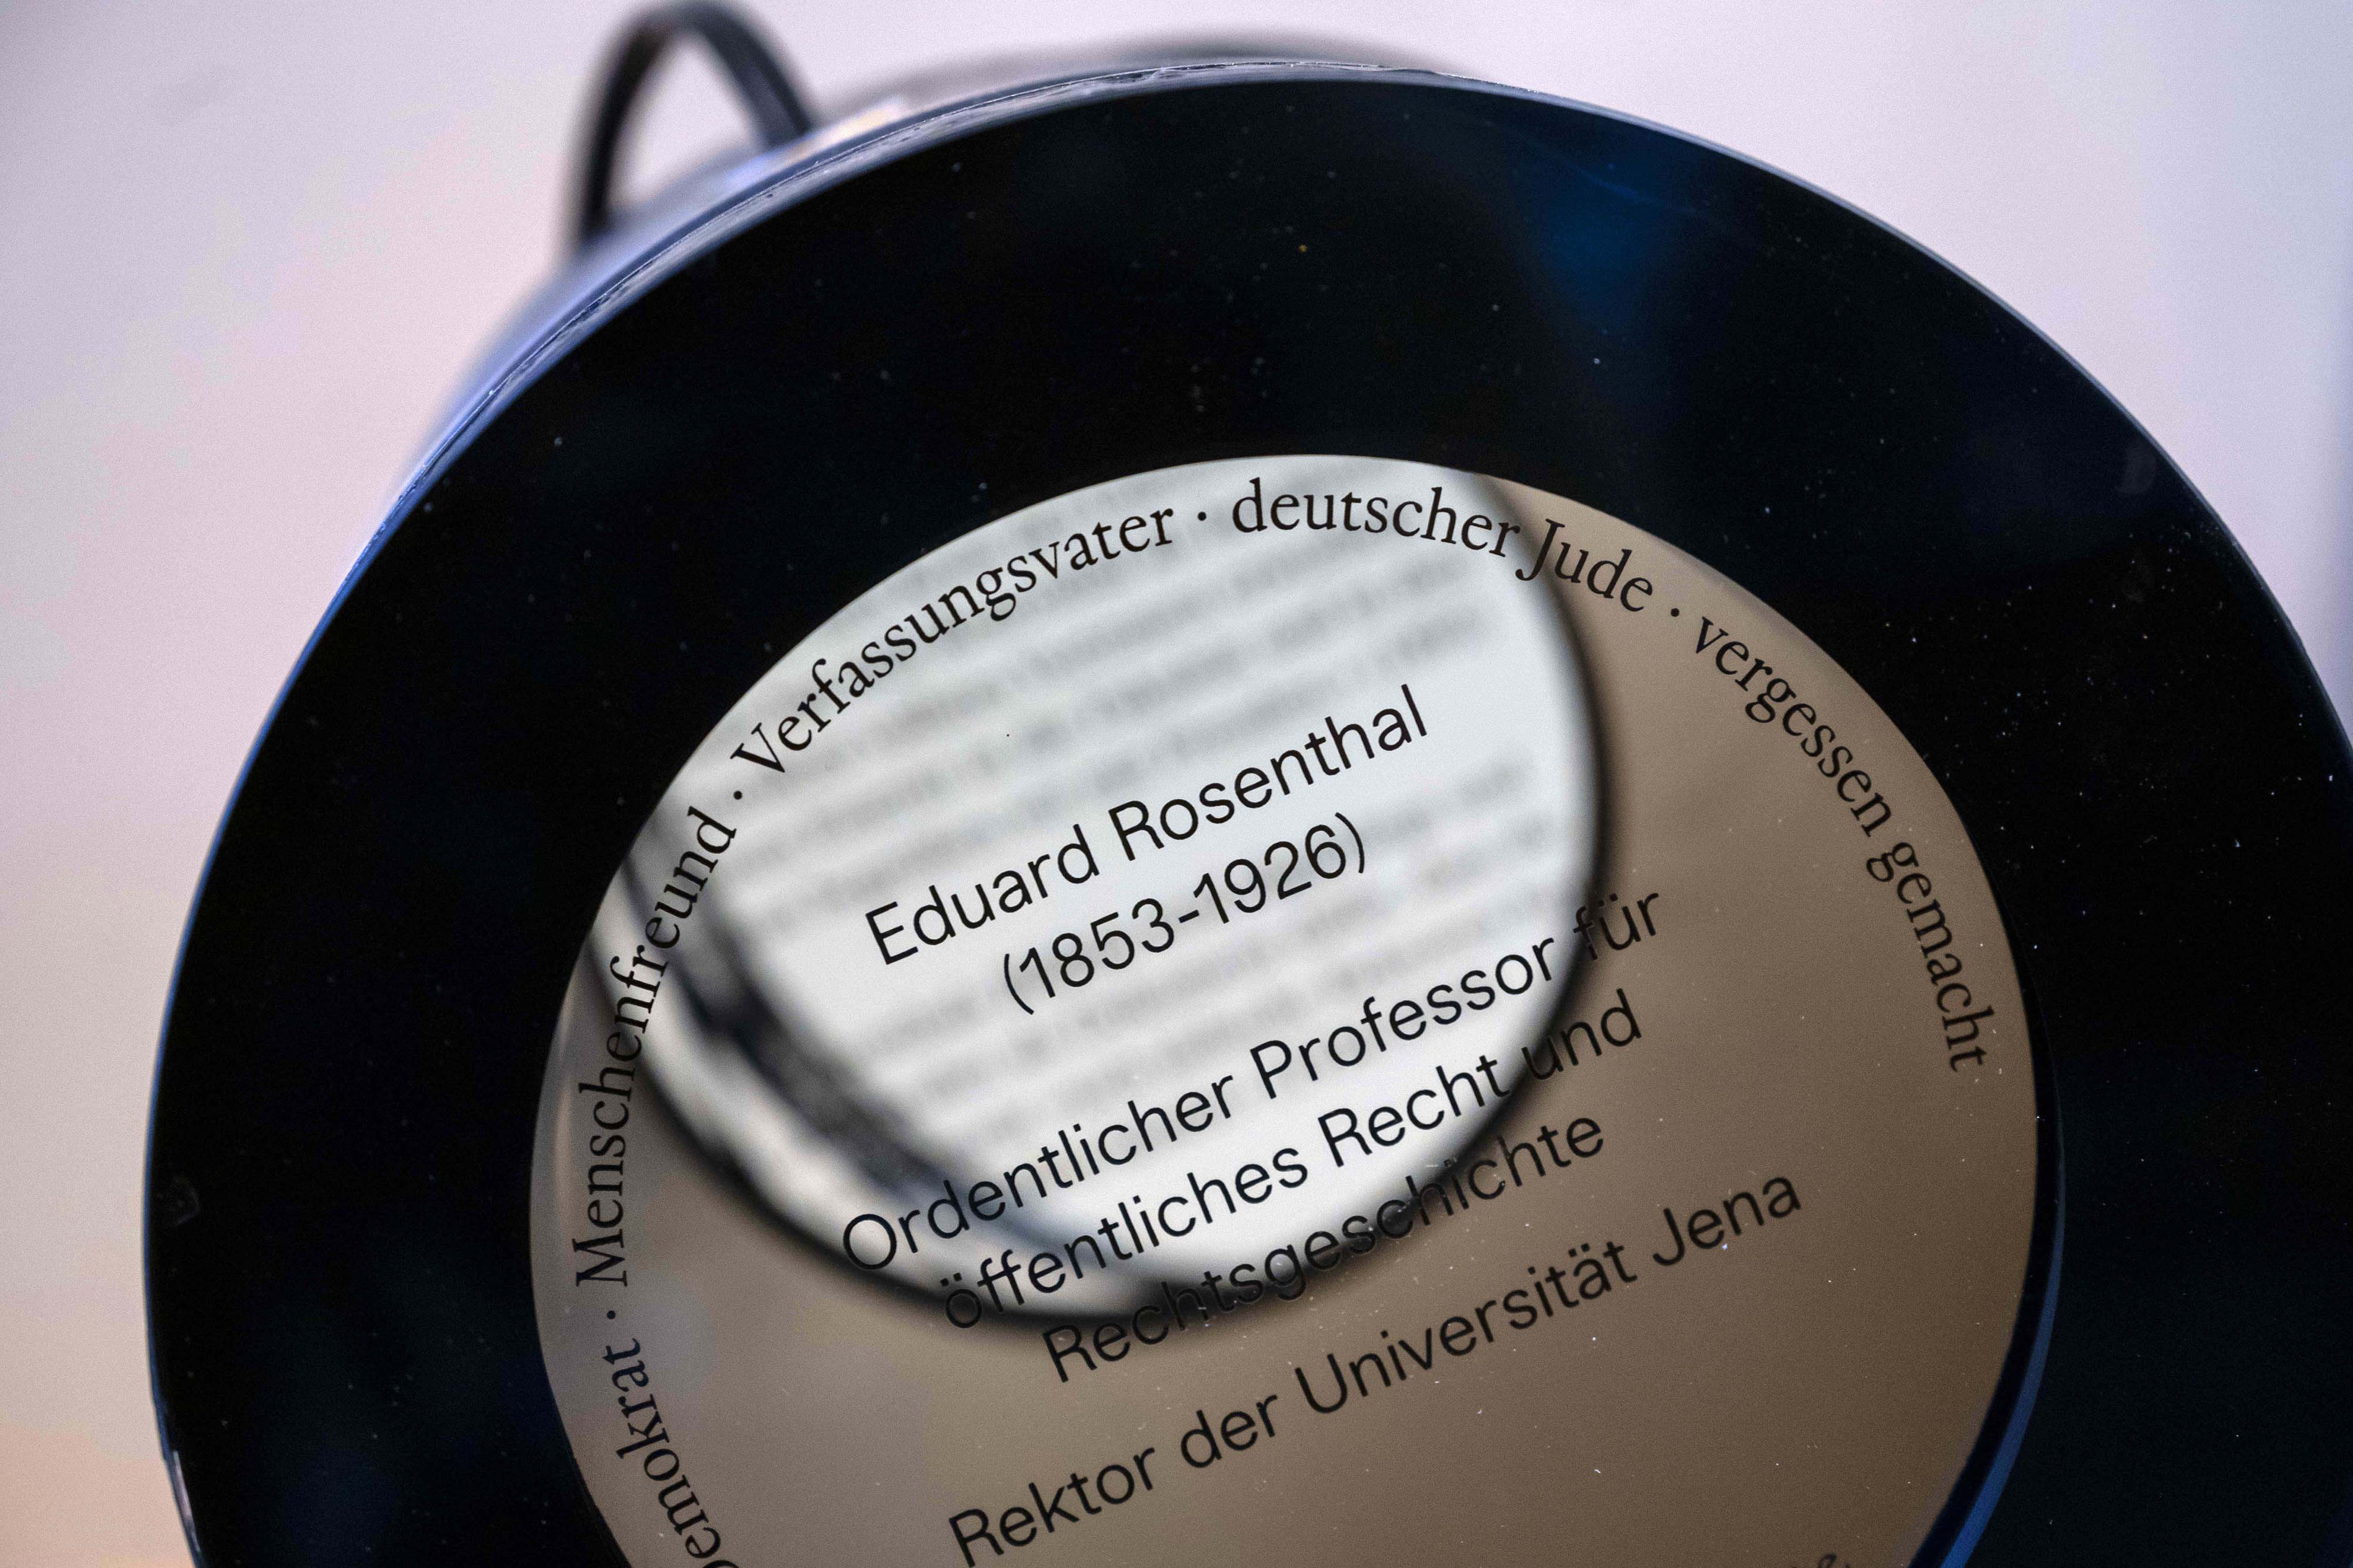 Demokrat · Menschenfreund · Verfassungsvater · deutscher Jude · vergessen gemacht
Eduard Rosenthal
(1853-1926)
Ordentlicher Professor für
öffentliches Recht und
Rechtsgeschichte
Rektor der Universität Jena